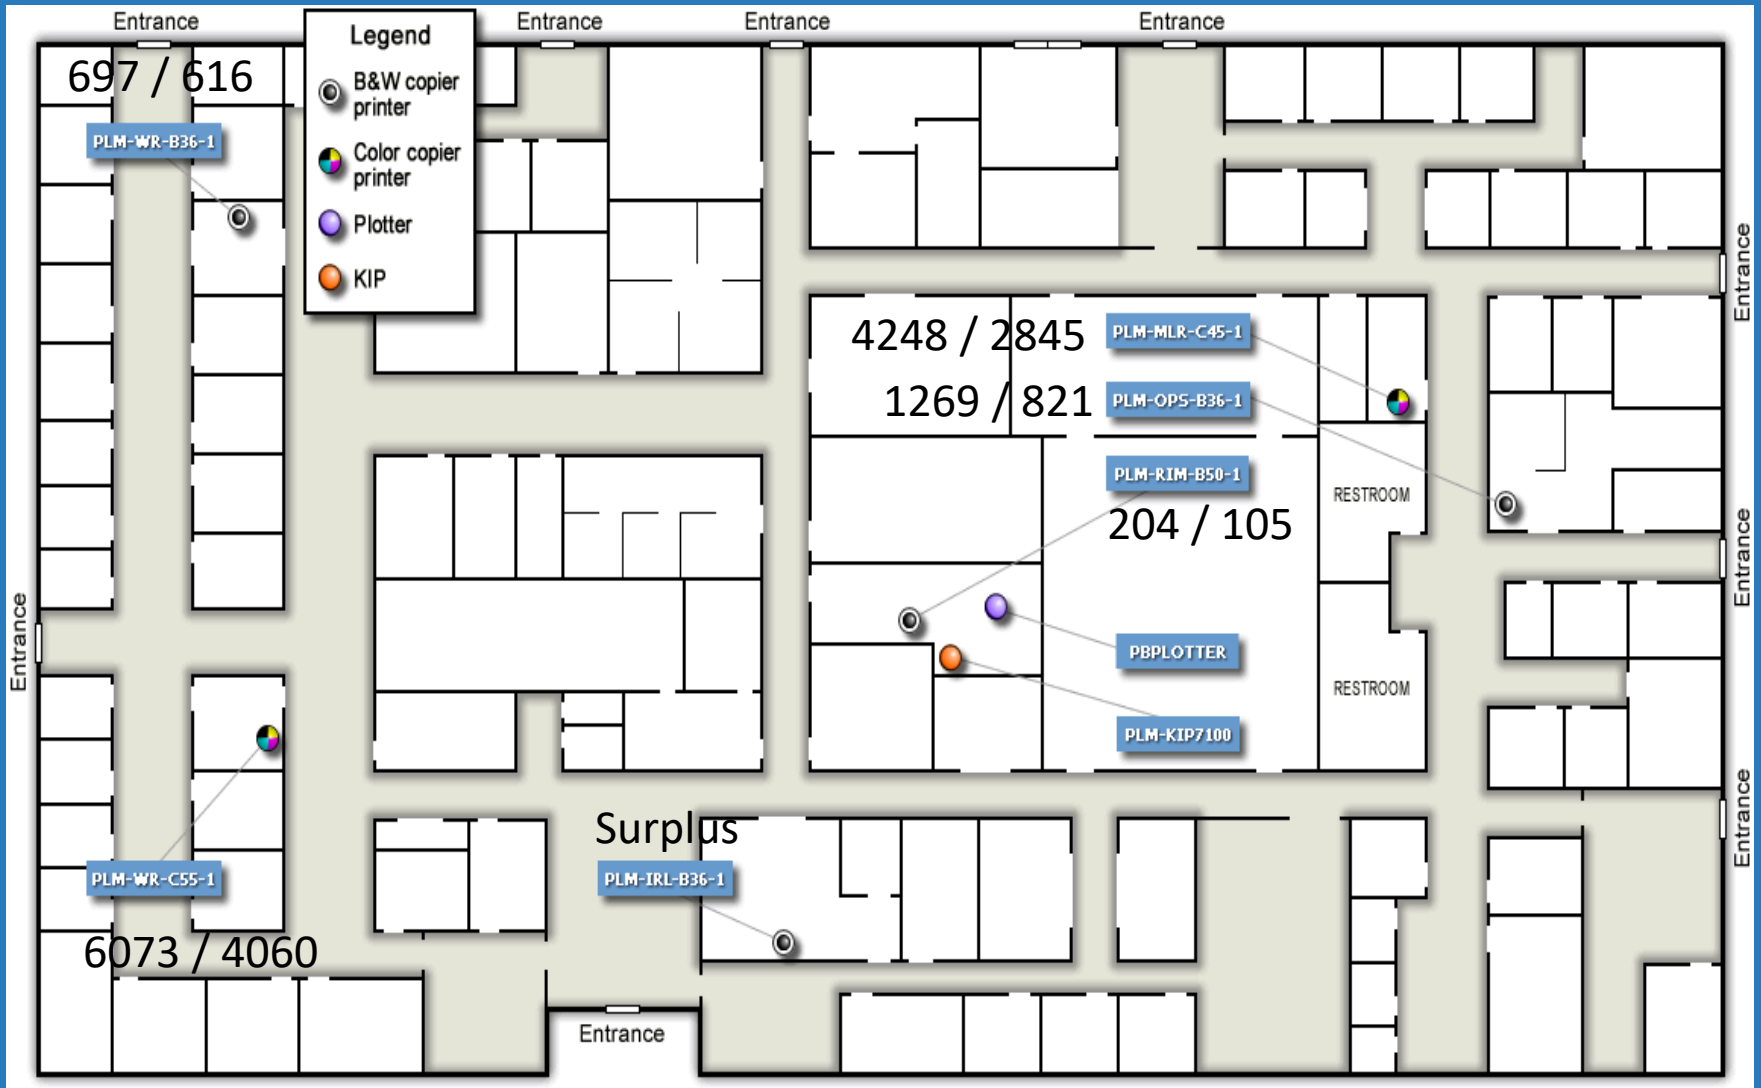 Entrance
Entrance
Entrance
Entrance
Legend
B&W copier
printer
Color copier
printer
Plotter
KIP
697 / 616
PLM-WR-B36-1
Entrance
4248 / 2845
PLM-MLR-C45-1
1269 / 821
PLM-OPS-B36-1
PLM-RIM-B50-1
204 / 105
RESTROOM
Entrance
Entrance
PBPLOTTER
RESTROOM
PLM-KIP7100
Surplus
Entrance
PLM-WR-C55-1
PLM-IRL-B36-1
6073 / 4060
Entrance